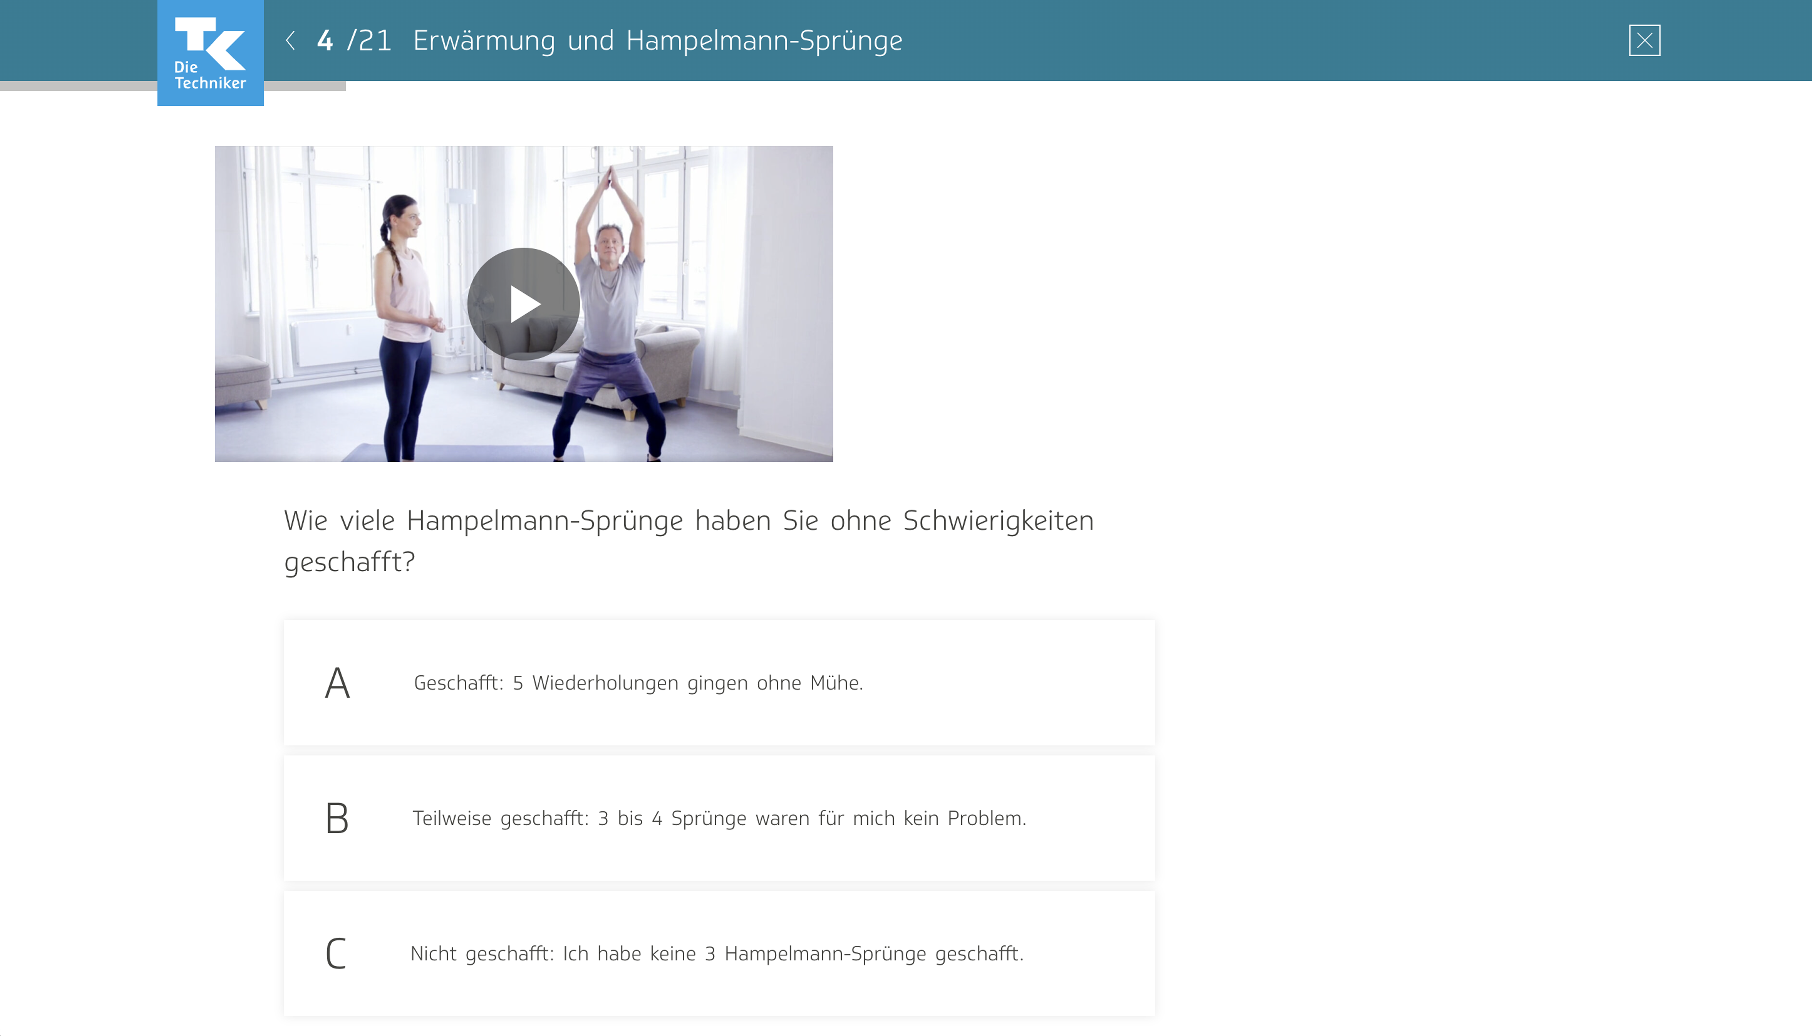 TK
Die
Techniker
4 /21 Erwärmung und Hampelmann-Sprünge
Wie viele Hampelmann-Sprünge haben Sie ohne Schwierigkeiten
geschafft?
A Geschafft: 5 Wiederholungen gingen ohne Mühe.
B Teilweise geschafft: 3 bis 4 Sprünge waren für mich kein Problem.
C Nicht geschafft: Ich habe keine 3 Hampelmann-Sprünge geschafft.